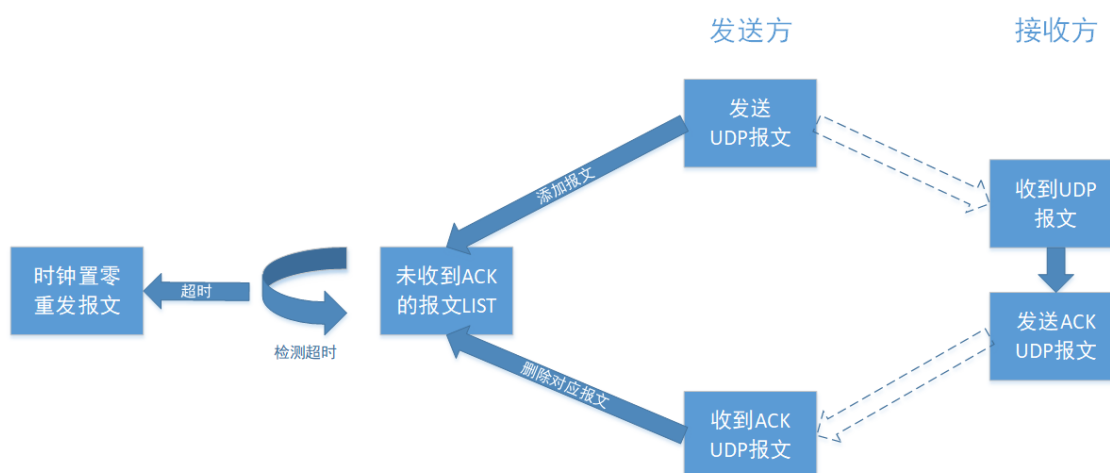 发送方
接收方
发送
UDP报文
添加报文
收到UDP
报文
时钟置零
重发报文
超时
检测超时
未收到ACK
的报文LIST
发送ACK
UDP报文
删除对应报文
收到ACK
UDP报文